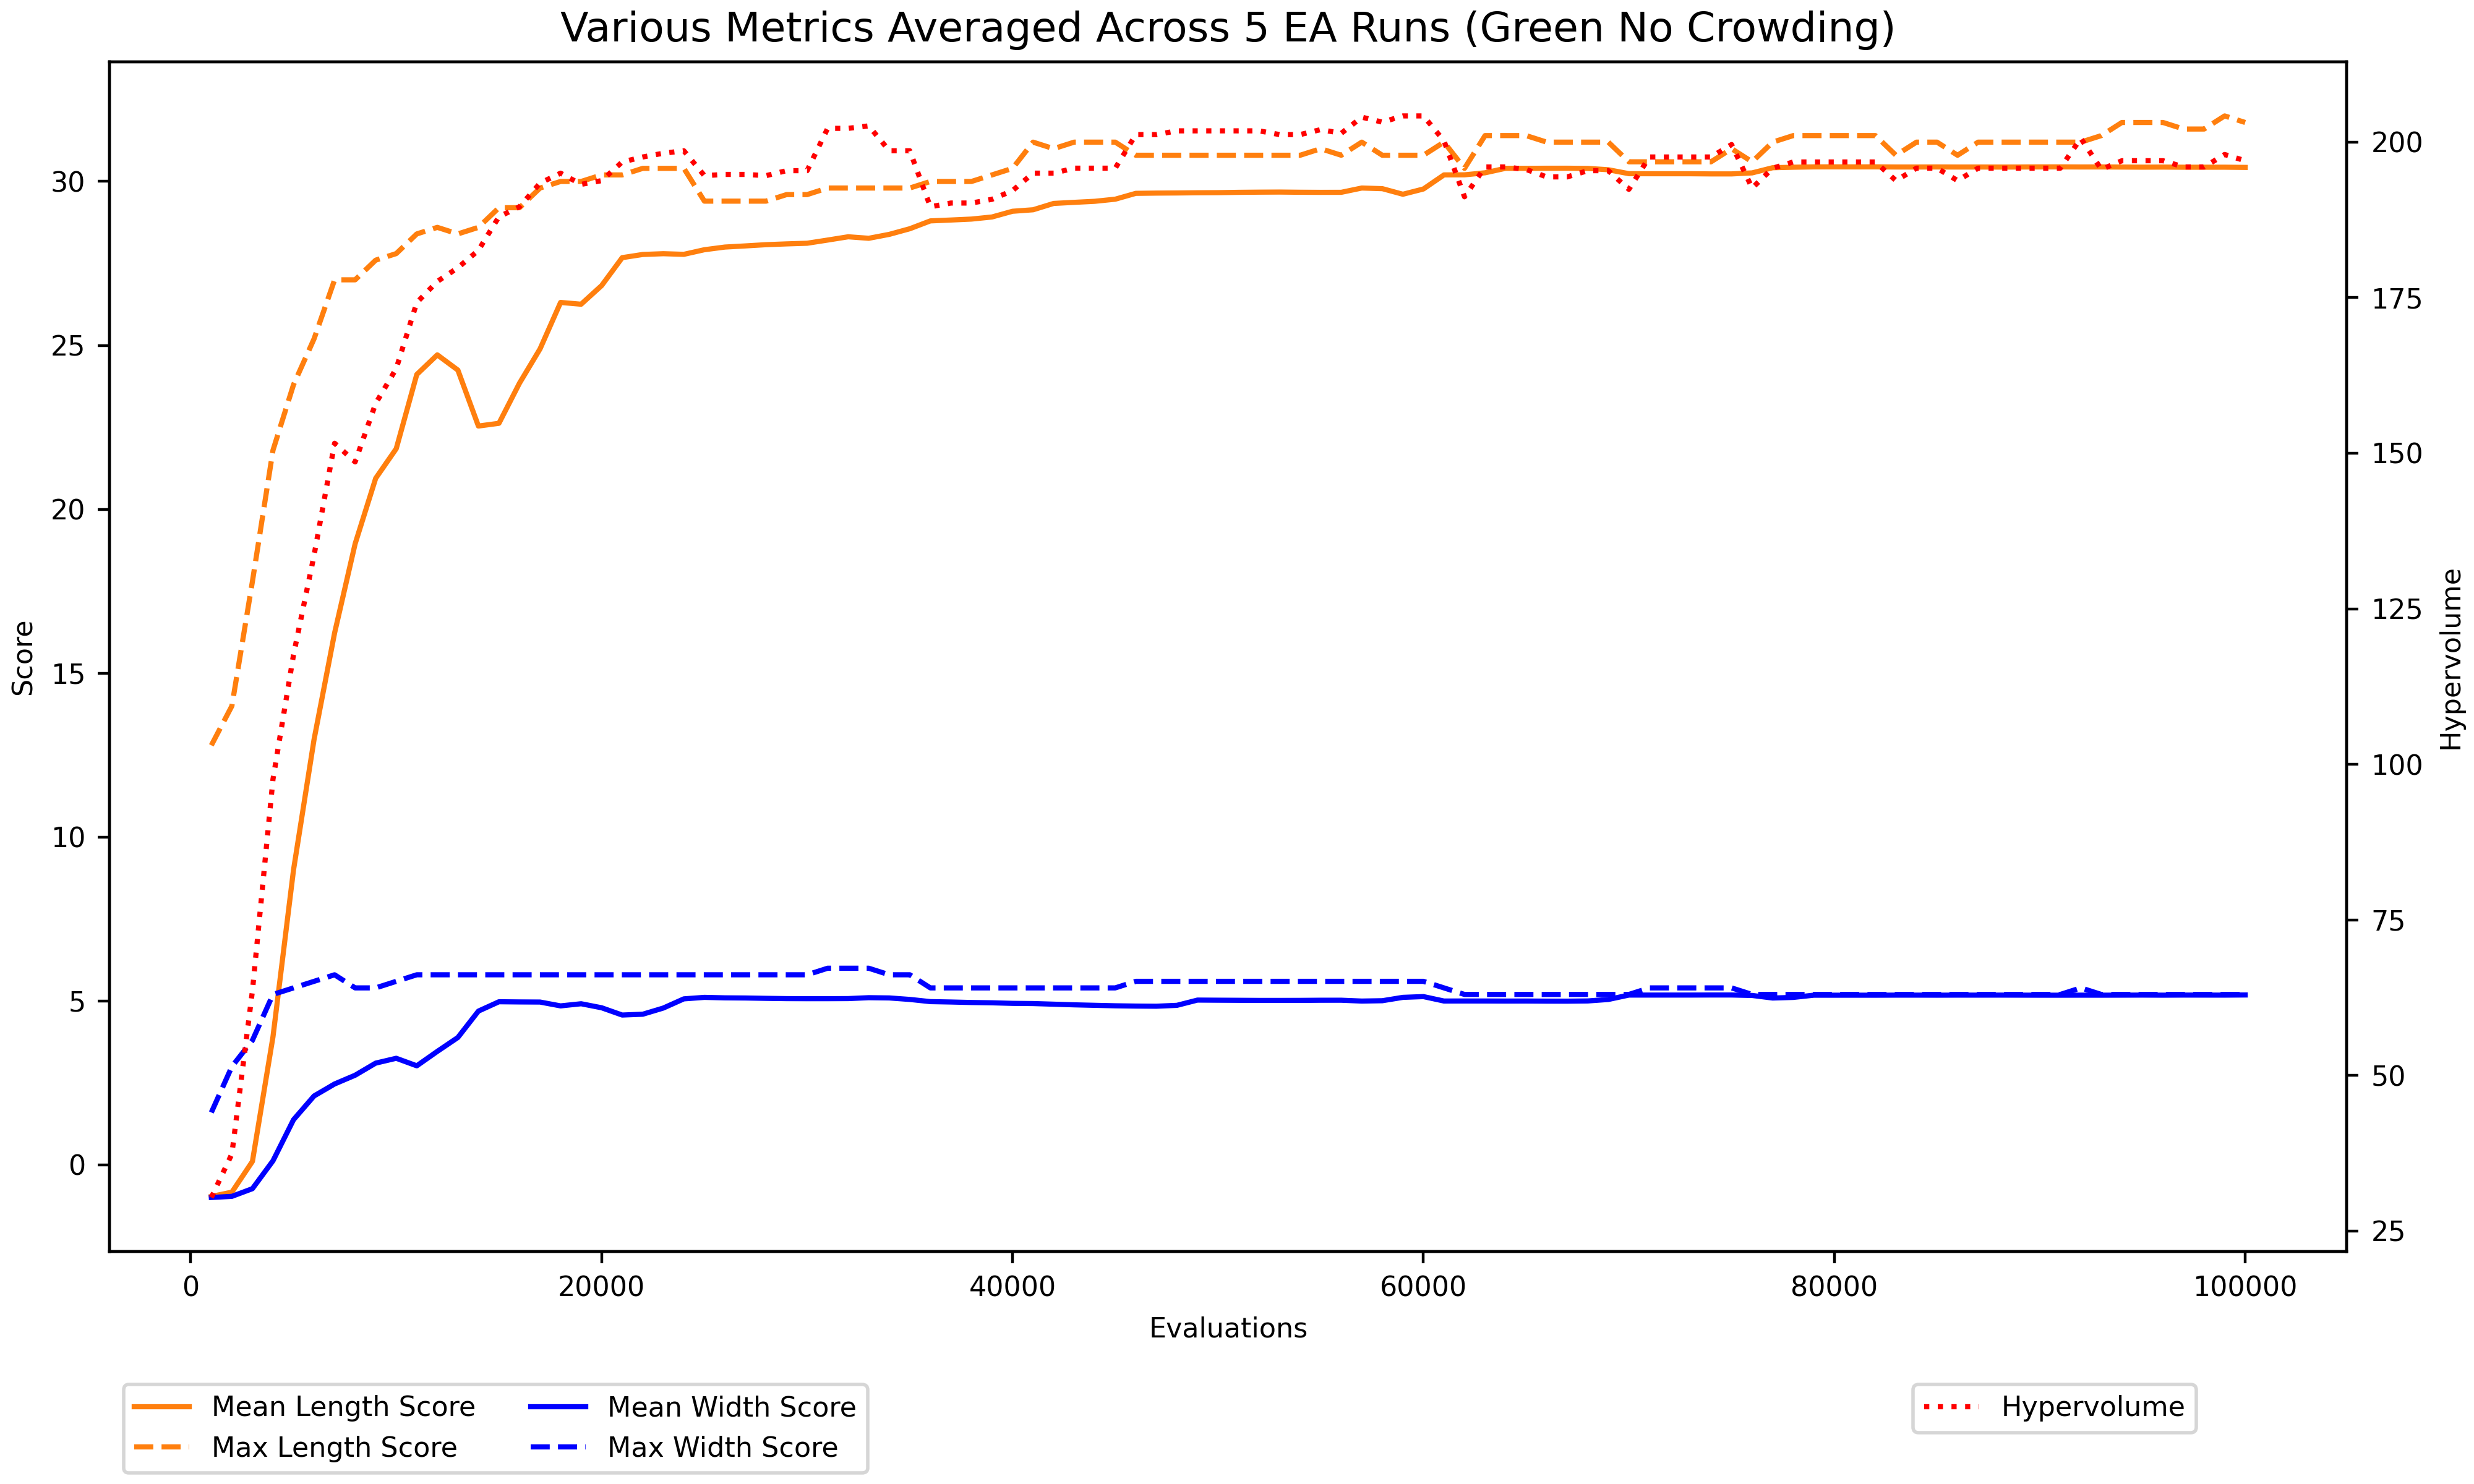 Various Metrics Averaged Across 5 EA Runs (Green No Crowding)
Score
30
25
20
15
10
5
0
200
175
150
125
100
75
50
25
Hypervolume
0 20000 40000 60000 80000 100000
Evaluations
Mean Length Score Mean Width Score
Max Length Score Max Width Score
Hypervolume